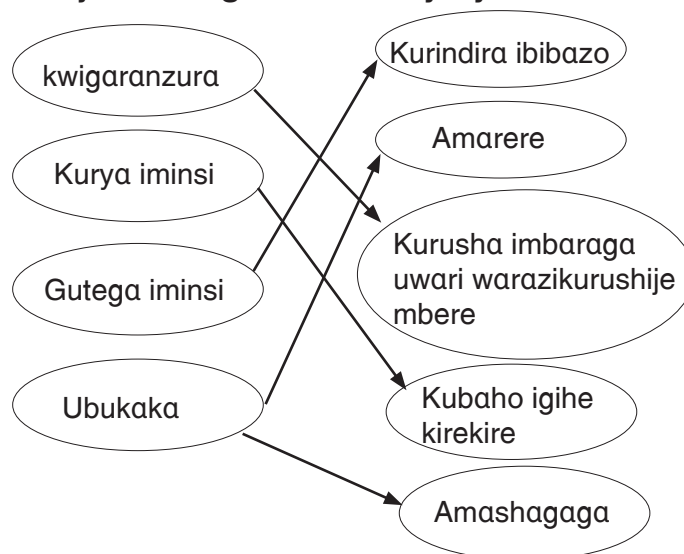 kwigaranzura
Kurya iminsi
Gutega iminsi
Ubukaka
Kurindira ibibazo
Amarere
Kurusha imbaraga
uwari warazikurushije
mbere
Kubaho igihe
kirekire
Amashagaga